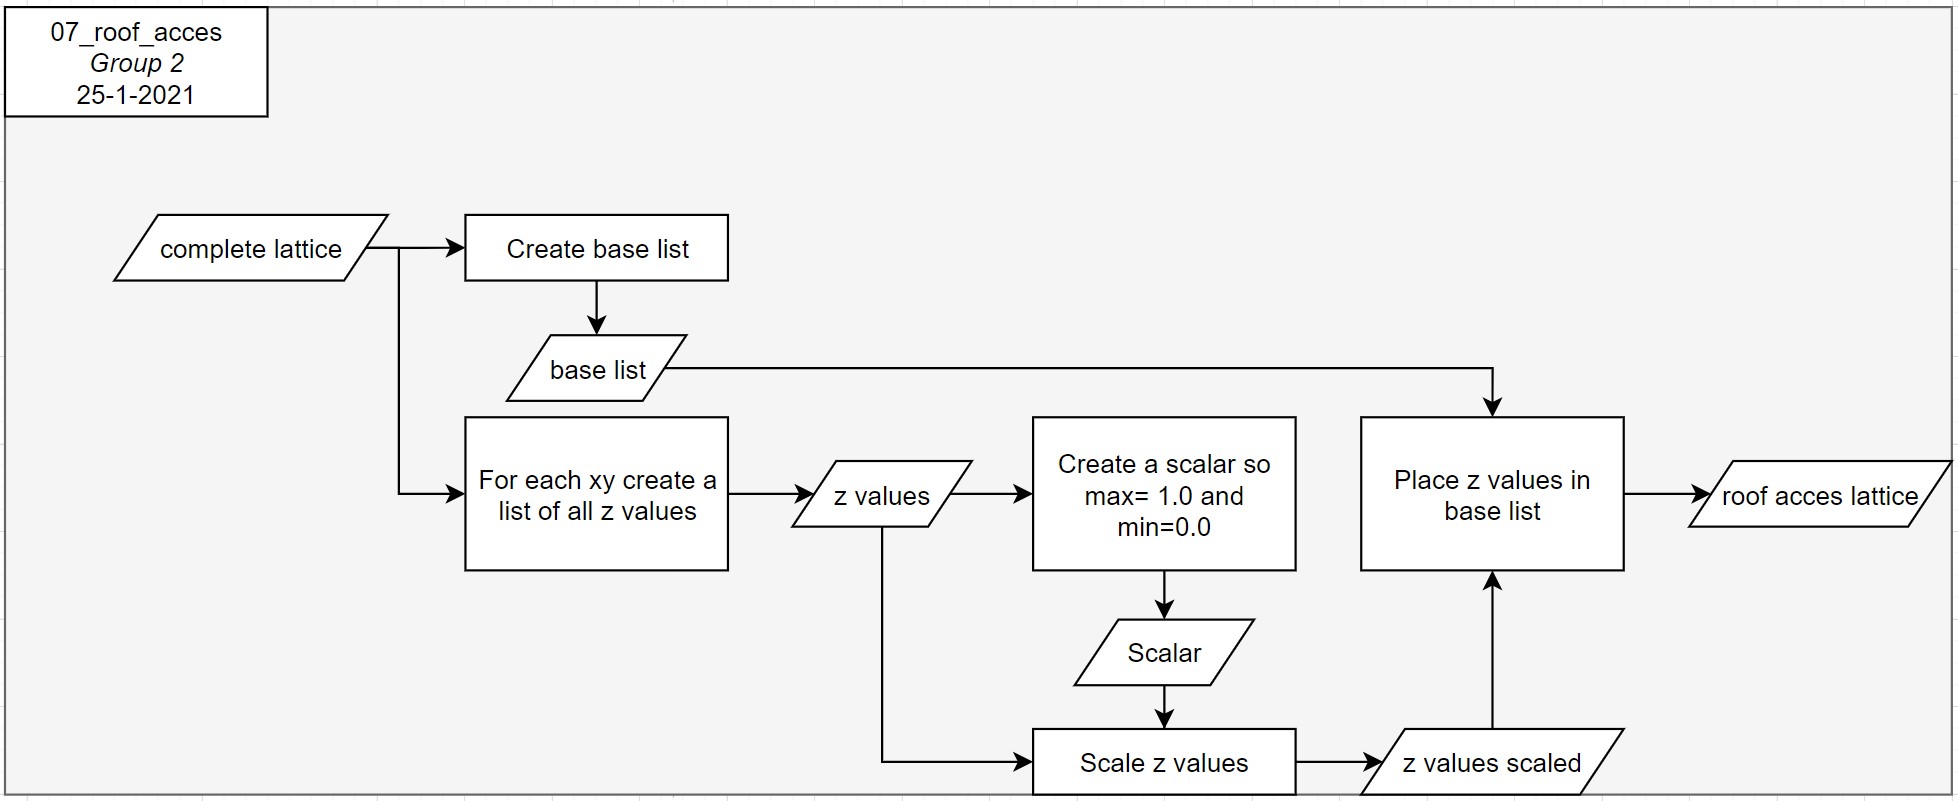 07_roof_acces
Group 2
25-1-2021
complete lattice
Create base list
base list
For each xy create a
list of all z values
z values
Create a scalar so
max= 1.0 and
min=0.0
Scalar
Scale z values
z values scaled
Place z values in
base list
roof acces lattice